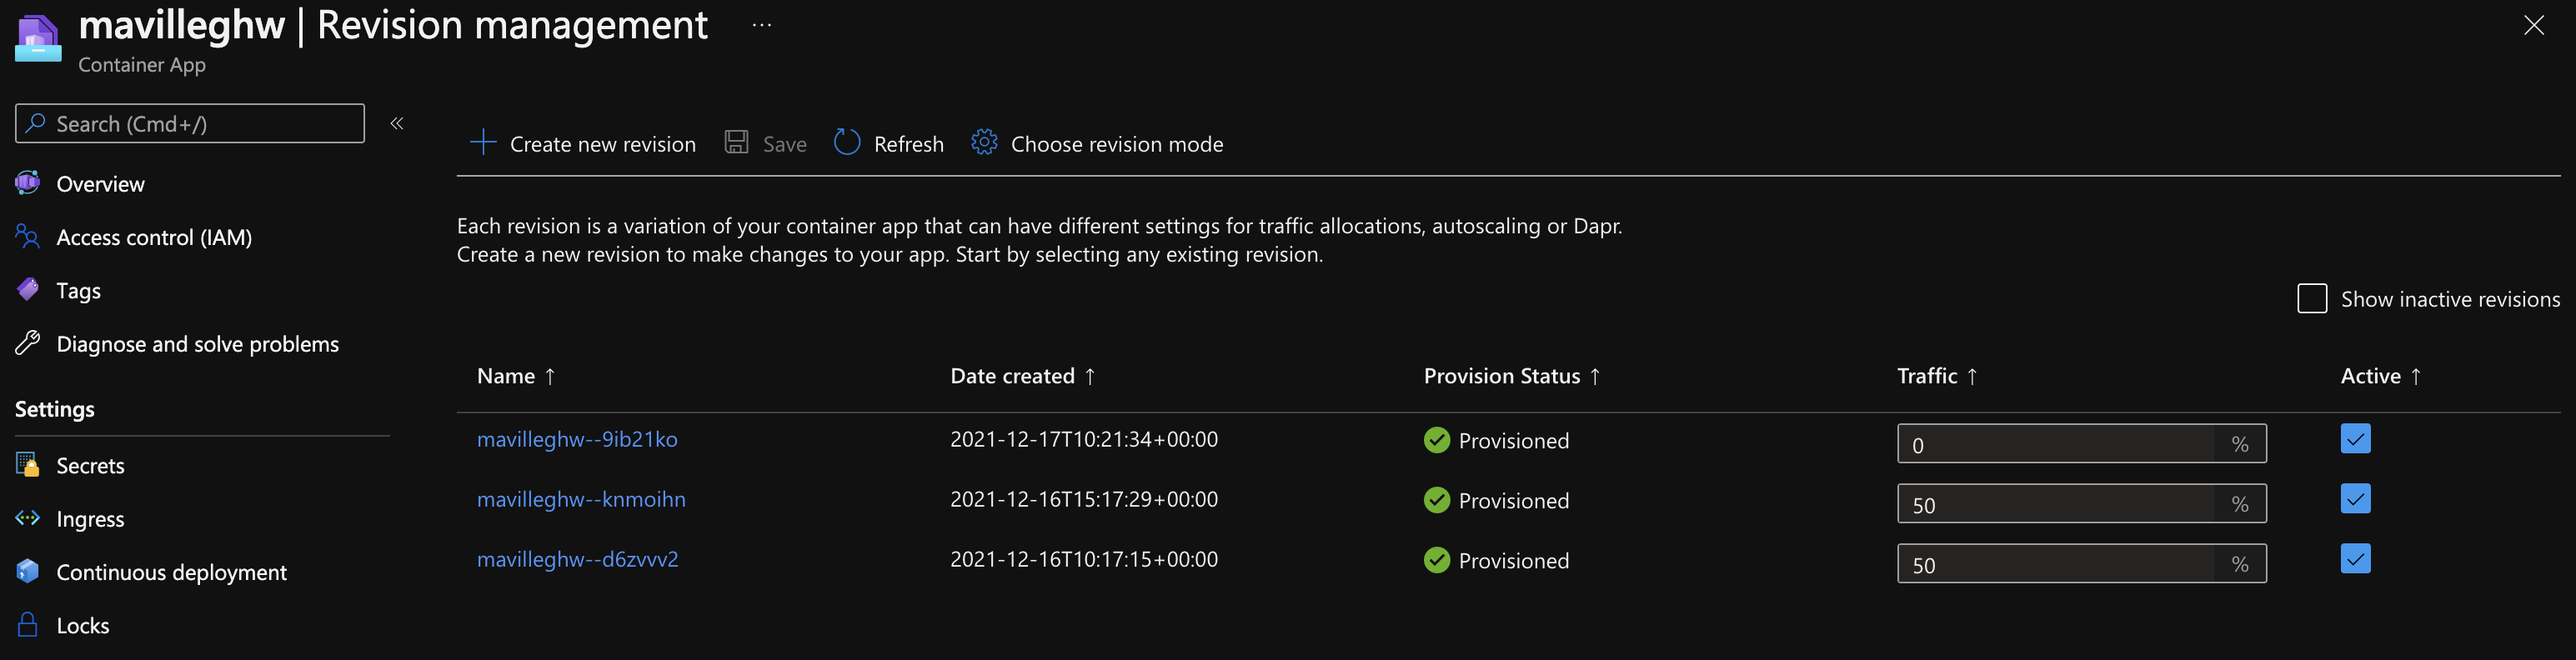 mavilleghw | Revision management ...
Container App
Search (Cmd+/)
«
Overview
Access control (IAM)
Tags
Diagnose and solve problems
Settings
Secrets
Ingress
Continuous deployment
Locks
Create new revision Save Refresh Choose revision mode
Each revision is a variation of your container app that can have different settings for traffic allocations, autoscaling or Dapr.
Create a new revision to make changes to your app. Start by selecting any existing revision.
Show inactive revisions
Name ↑ Date created ↑ Provision Status ↑ Traffic ↑ Active ↑
mavilleghw--9ib21ko 2021-12-17T10:21:34+00:00 Provisioned 0 %
mavilleghw--knmoihn 2021-12-16T15:17:29+00:00 Provisioned 50 %
mavilleghw--d6zvvv2 2021-12-16T10:17:15+00:00 Provisioned 50 %